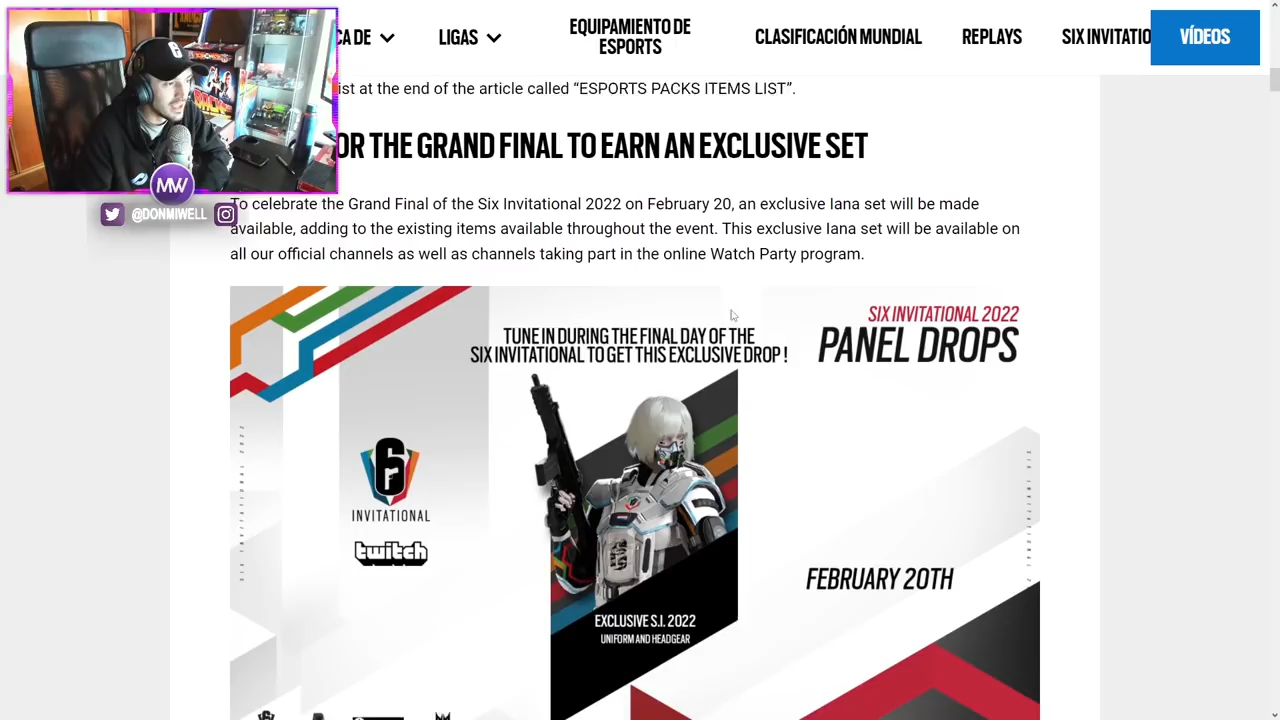 CA DE
LIGAS
EQUIPAMIENTO DE
ESPORTS
CLASIFICACIÓN MUNDIAL
REPLAYS
SIX INVITATIO
VÍDEOS
ist at the end of the article called “ESPORTS PACKS ITEMS LIST”.
OR THE GRAND FINAL TO EARN AN EXCLUSIVE SET
MW
@DONMIWELL
To celebrate the Grand Final of the Six Invitational 2022 on February 20, an exclusive Iana set will be made
available, adding to the existing items available throughout the event. This exclusive Iana set will be available on
all our official channels as well as channels taking part in the online Watch Party program.
TUNE IN DURING THE FINAL DAY OF THE
SIX INVITATIONAL TO GET THIS EXCLUSIVE DROP !
SIX INVITATIONAL 2022
PANEL DROPS
6
INVITATIONAL
twitch
FEBRUARY 20TH
EXCLUSIVE S.I. 2022
UNIFORM AND HEADGEAR